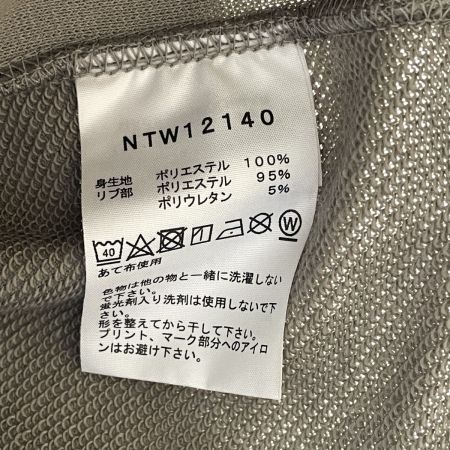 NTW12140
身生地 ポリエステル 100%
リブ部 ポリエステル 95%
ポリウレタン 5%
40 W
あて布使用
色物は他の物と一緒に洗濯しない
で下さい。
蛍光剤入り洗剤は使用しないで下
さい。
形を整えてから干して下さい。
プリント、マーク部分へのアイロ
ンはお避け下さい。